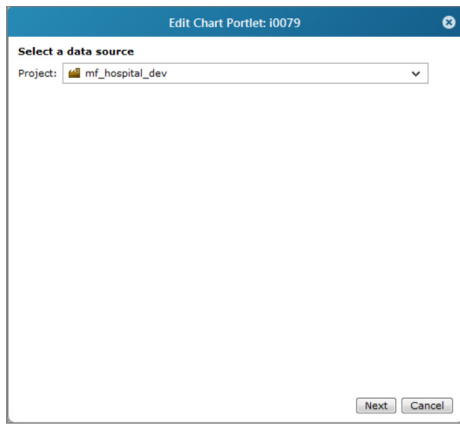 Edit Chart Portlet: i0079
Select a data source
Project: mf_hospital_dev
Next Cancel